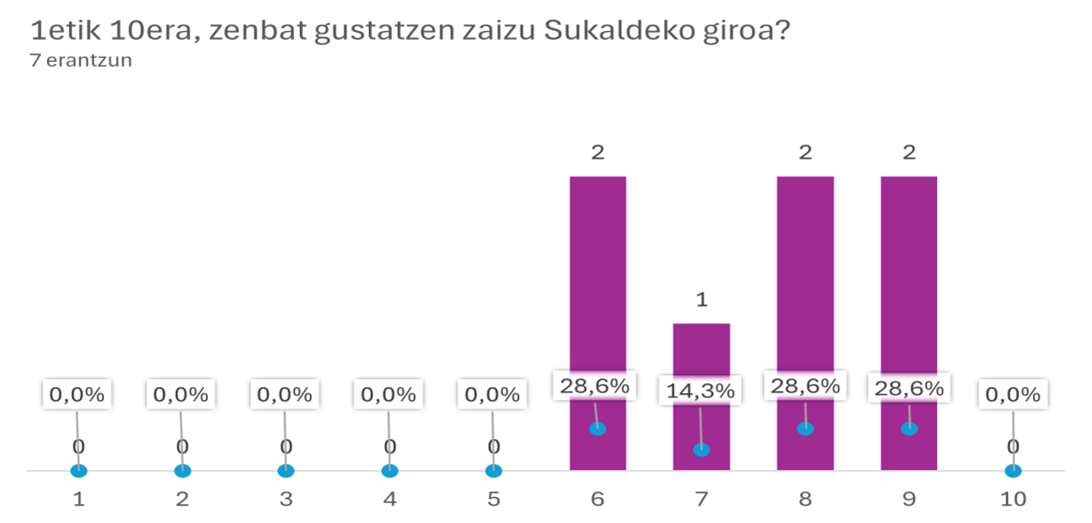 1etik 10era, zenbat gustatzen zaizu Sukaldeko giroa?
7 erantzun
2 2 2
1
28,6% 28,6% 28,6%
0,0% 0,0% 0,0% 0,0% 0,0% 14,3% 0,0%
0 0 0 0 0 0
1 2 3 4 5 6 7 8 9 10